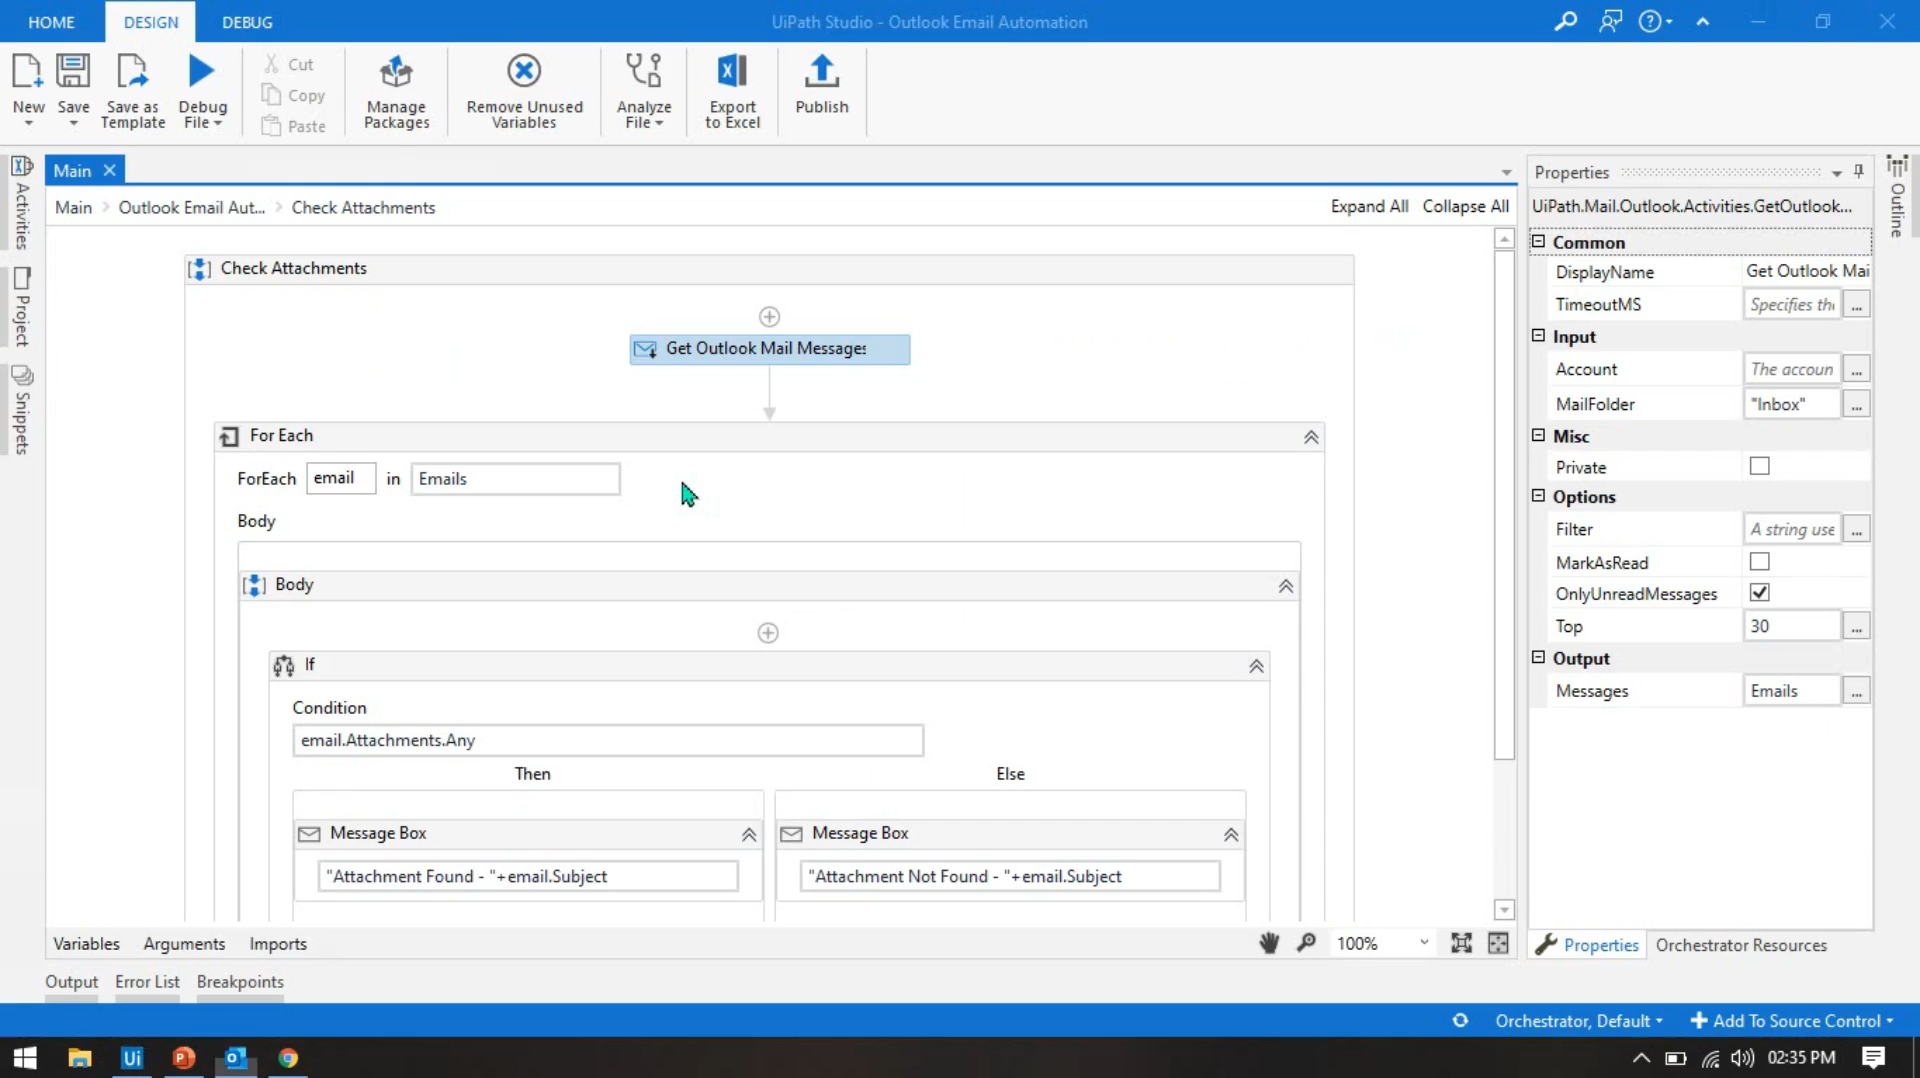 HOME DESIGN DEBUG UiPath Studio - Outlook Email Automation
New Save Save as Template Debug File Cut Copy Paste Manage Packages Remove Unused Variables Analyze File Export to Excel Publish
Activities
Project
Snippets
Main
Main Outlook Email Aut... Check Attachments Expand All Collapse All
Check Attachments
Get Outlook Mail Messages
For Each
ForEach email in Emails
Body
Body
If
Condition
email.Attachments.Any
Then Else
Message Box Message Box
"Attachment Found - "+email.Subject "Attachment Not Found - "+email.Subject
Variables Arguments Imports 100%
Output Error List Breakpoints
Properties
UiPath.Mail.Outlook.Activities.GetOutlook...
Common
DisplayName Get Outlook Mai
TimeoutMS Specifies the ...
Input
Account The accoun ...
MailFolder "Inbox" ...
Misc
Private
Options
Filter A string use ...
MarkAsRead
OnlyUnreadMessages
Top 30 ...
Output
Messages Emails ...
Properties Orchestrator Resources
Outline
Orchestrator, Default Add To Source Control
Ui P 02:35 PM